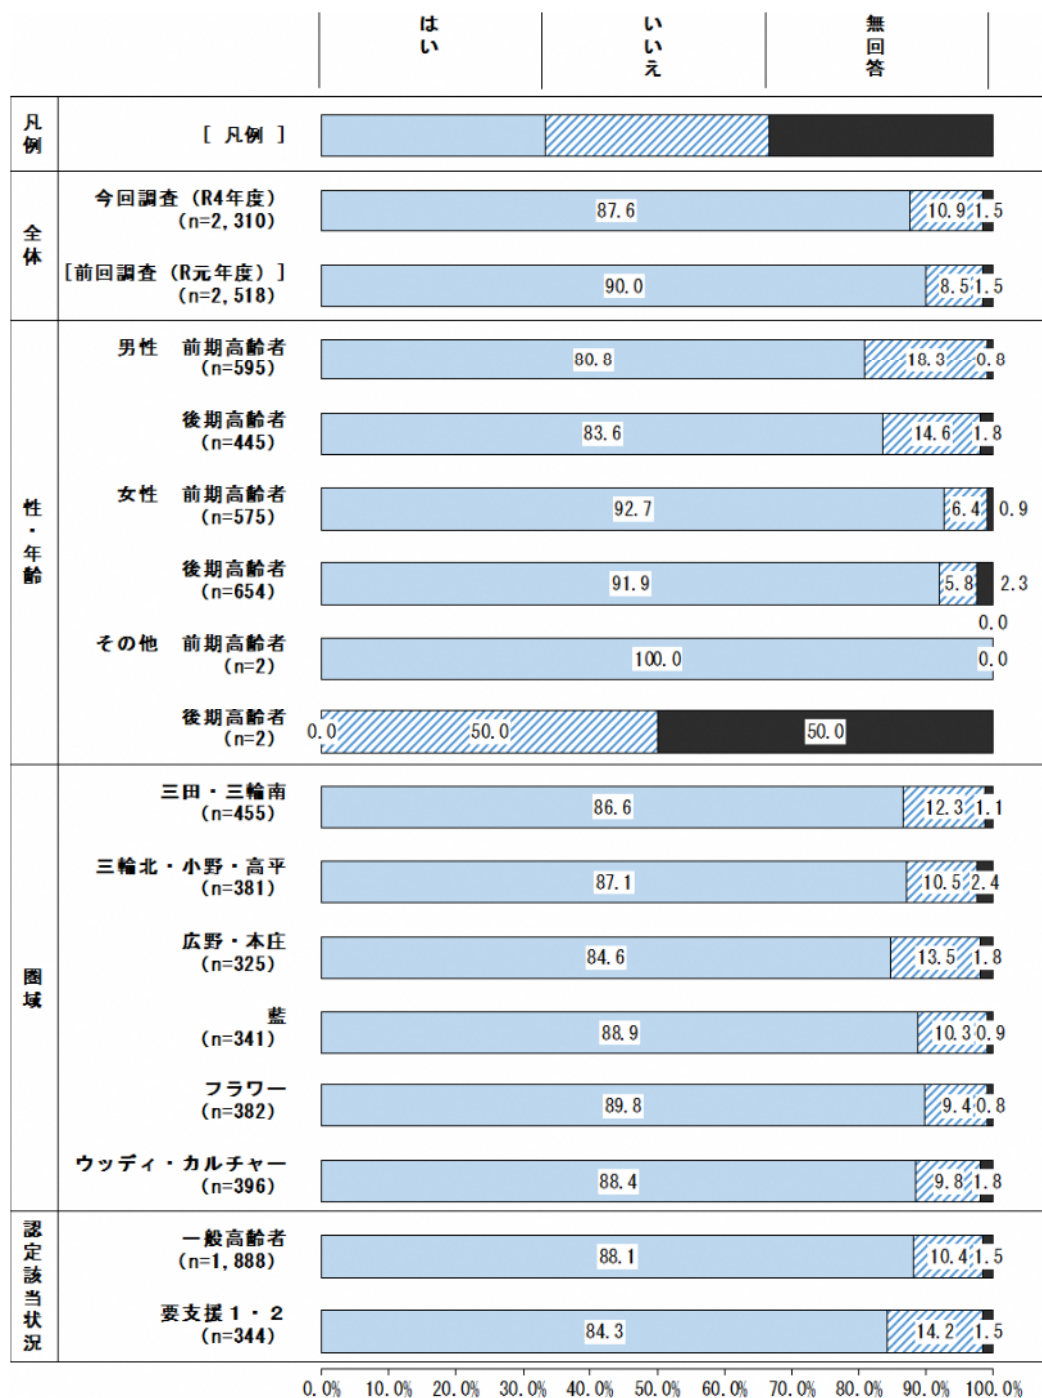 はい
いいえ
無回答
凡例
[ 凡例 ]
全体
今回調査（R4年度）
(n=2,310)
87.6
10.9
1.5
[前回調査（R元年度）]
(n=2,518)
90.0
8.5
1.5
性・年齢
男性　前期高齢者
(n=595)
80.8
18.3
0.8
後期高齢者
(n=445)
83.6
14.6
1.8
女性　前期高齢者
(n=575)
92.7
6.4
0.9
後期高齢者
(n=654)
91.9
5.8
2.3
その他　前期高齢者
(n=2)
100.0
0.0
0.0
後期高齢者
(n=2)
0.0
50.0
50.0
圏域
三田・三輪南
(n=455)
86.6
12.3
1.1
三輪北・小野・高平
(n=381)
87.1
10.5
2.4
広野・本庄
(n=325)
84.6
13.5
1.8
藍
(n=341)
88.9
10.3
0.9
フラワー
(n=382)
89.8
9.4
0.8
ウッディ・カルチャー
(n=396)
88.4
9.8
1.8
認定該当状況
一般高齢者
(n=1,888)
88.1
10.4
1.5
要支援１・２
(n=344)
84.3
14.2
1.5
0.0% 10.0% 20.0% 30.0% 40.0% 50.0% 60.0% 70.0% 80.0% 90.0% 100.0%